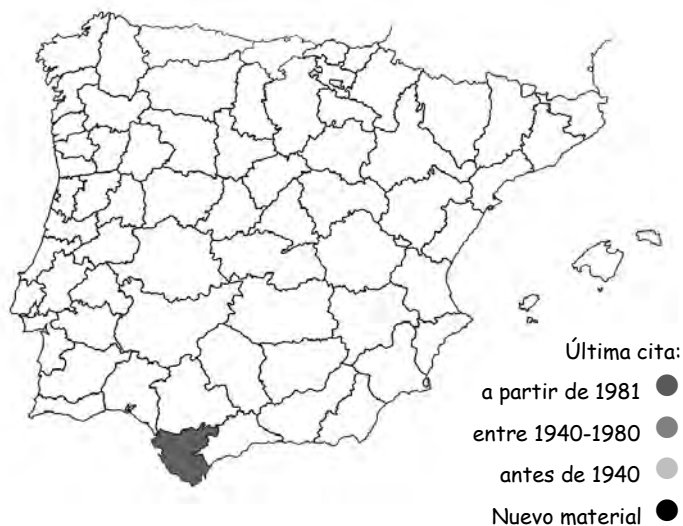 Última cita:
a partir de 1981
entre 1940-1980
antes de 1940
Nuevo material